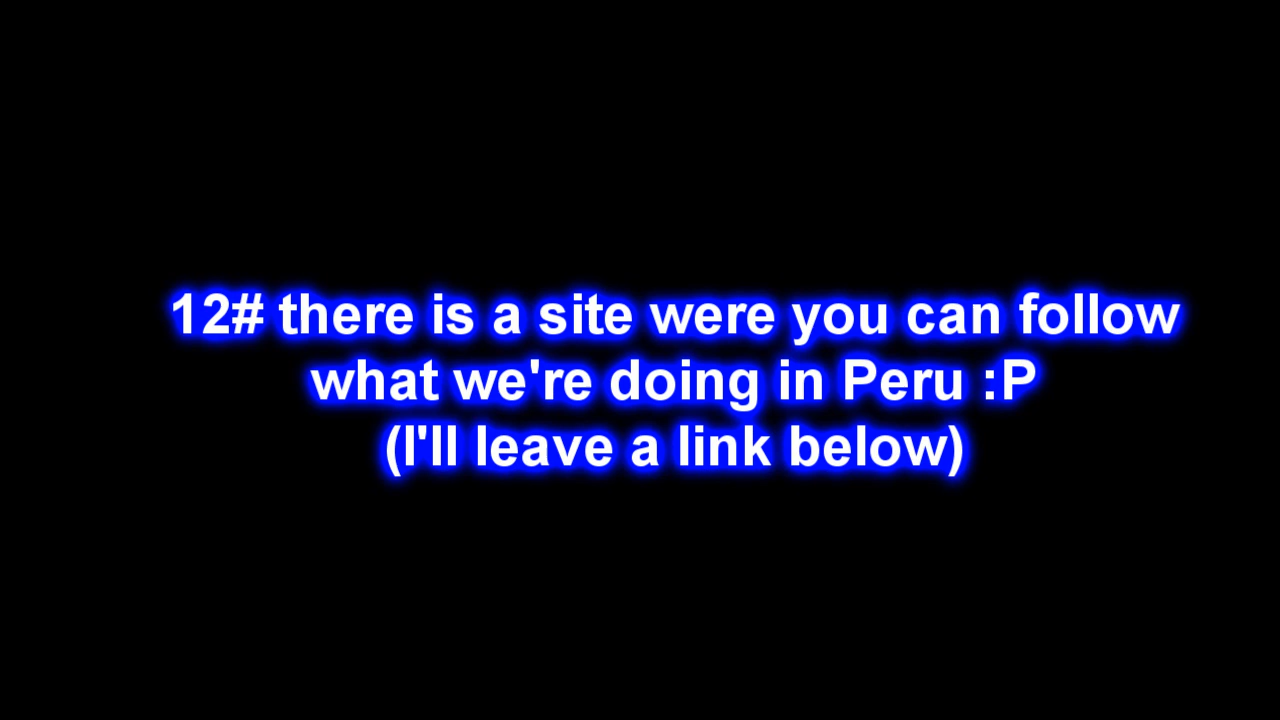 12# there is a site were you can follow
what we're doing in Peru :P
(I'll leave a link below)